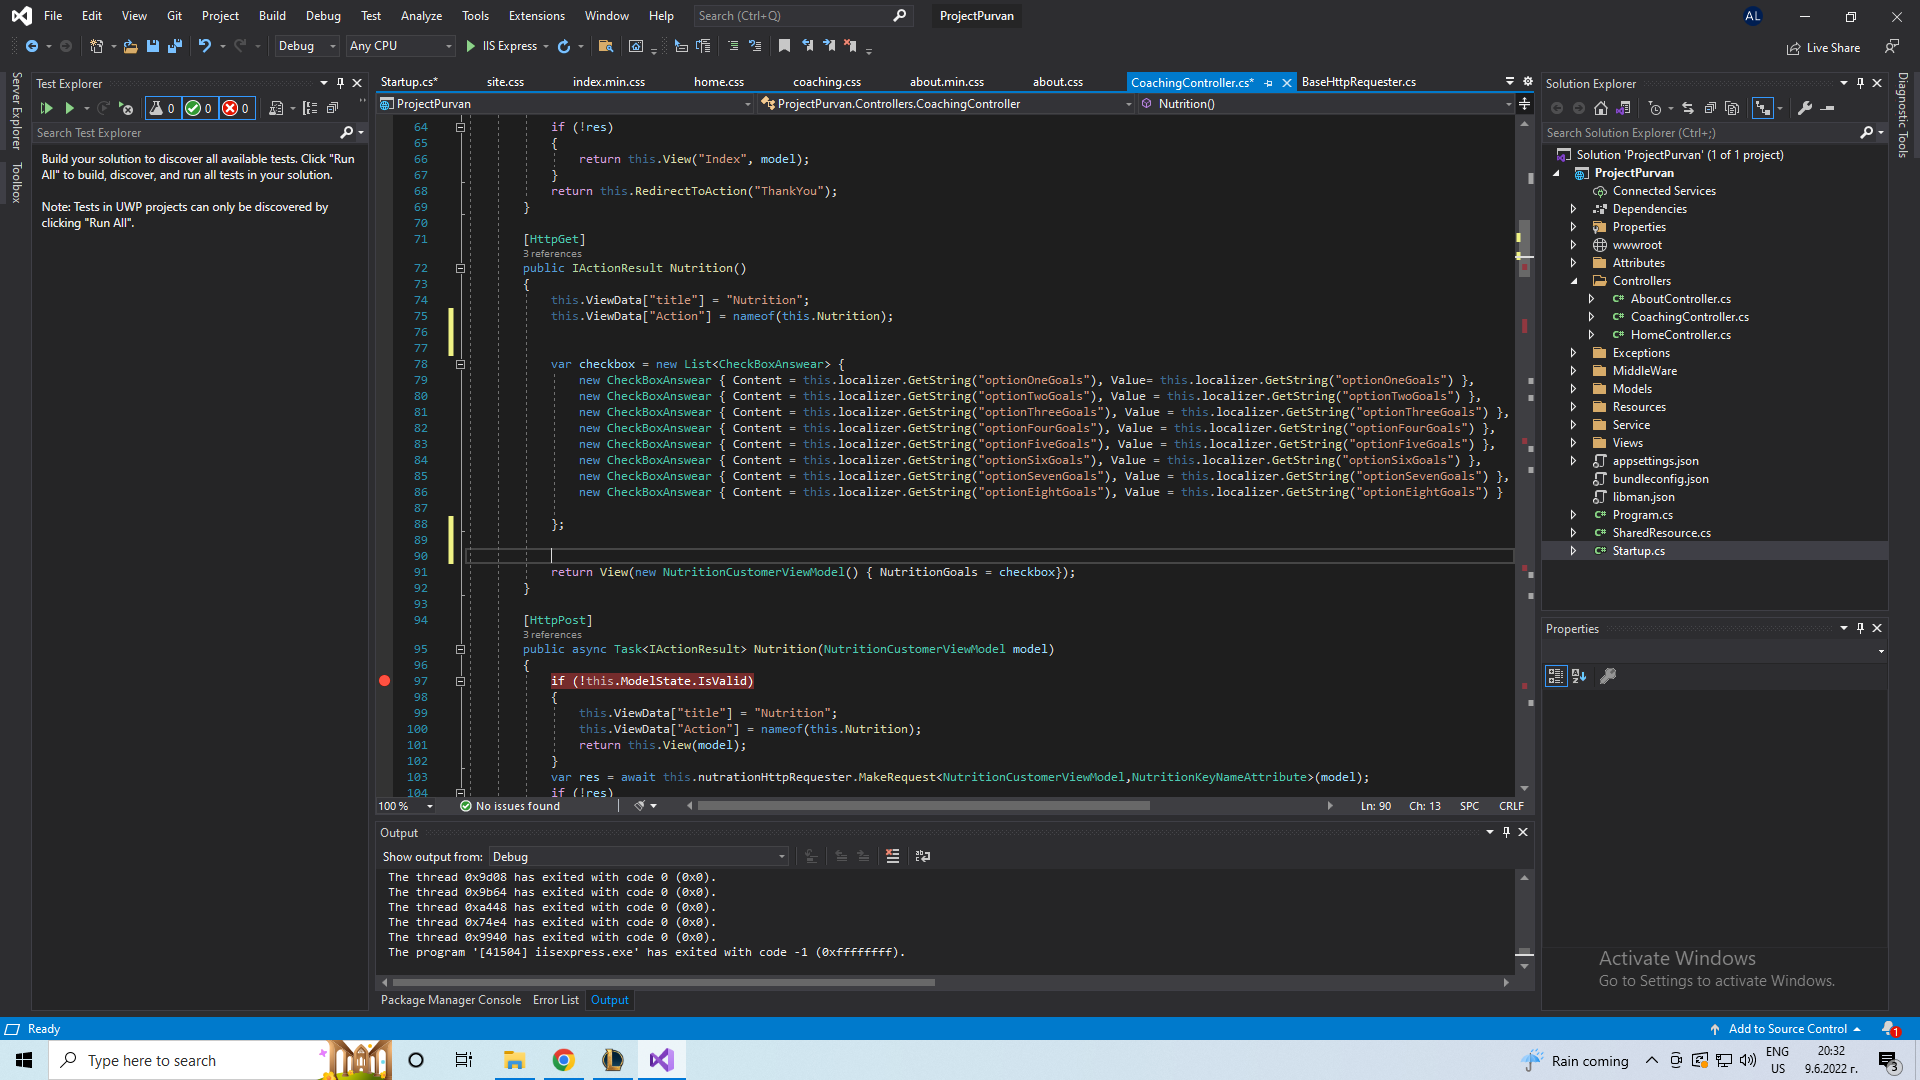 File Edit View Git Project Build Debug Test Analyze Tools Extensions Window Help Search (Ctrl+Q) ProjectPurvan AL
Debug Any CPU IIS Express Live Share
Server Explorer
Toolbox
Test Explorer
0 0 0
Search Test Explorer
Build your solution to discover all available tests. Click "Run
All" to build, discover, and run all tests in your solution.
Note: Tests in UWP projects can only be discovered by
clicking "Run All".
Startup.cs* site.css index.min.css home.css coaching.css about.min.css about.css CoachingController.cs* BaseHttpRequester.cs
ProjectPurvan ProjectPurvan.Controllers.CoachingController Nutrition()
64 if (!res)
65 {
66 return this.View("Index", model);
67 }
68 return this.RedirectToAction("ThankYou");
69 }
70
71 [HttpGet]
3 references
72 public IActionResult Nutrition()
73 {
74 this.ViewData["title"] = "Nutrition";
75 this.ViewData["Action"] = nameof(this.Nutrition);
76
77
78 var checkbox = new List<CheckBoxAnswear> {
79 new CheckBoxAnswear { Content = this.localizer.GetString("optionOneGoals"), Value= this.localizer.GetString("optionOneGoals") },
80 new CheckBoxAnswear { Content = this.localizer.GetString("optionTwoGoals"), Value = this.localizer.GetString("optionTwoGoals") },
81 new CheckBoxAnswear { Content = this.localizer.GetString("optionThreeGoals"), Value = this.localizer.GetString("optionThreeGoals") },
82 new CheckBoxAnswear { Content = this.localizer.GetString("optionFourGoals"), Value = this.localizer.GetString("optionFourGoals") },
83 new CheckBoxAnswear { Content = this.localizer.GetString("optionFiveGoals"), Value = this.localizer.GetString("optionFiveGoals") },
84 new CheckBoxAnswear { Content = this.localizer.GetString("optionSixGoals"), Value = this.localizer.GetString("optionSixGoals") },
85 new CheckBoxAnswear { Content = this.localizer.GetString("optionSevenGoals"), Value = this.localizer.GetString("optionSevenGoals") },
86 new CheckBoxAnswear { Content = this.localizer.GetString("optionEightGoals"), Value = this.localizer.GetString("optionEightGoals") }
87
88 };
89
90
91 return View(new NutritionCustomerViewModel() { NutritionGoals = checkbox});
92 }
93
94 [HttpPost]
3 references
95 public async Task<IActionResult> Nutrition(NutritionCustomerViewModel model)
96 {
97 if (!this.ModelState.IsValid)
98 {
99 this.ViewData["title"] = "Nutrition";
100 this.ViewData["Action"] = nameof(this.Nutrition);
101 return this.View(model);
102 }
103 var res = await this.nutrationHttpRequester.MakeRequest<NutritionCustomerViewModel,NutritionKeyNameAttribute>(model);
104 if (!res)
100 % No issues found Ln: 90 Ch: 13 SPC CRLF
Output
Show output from: Debug
The thread 0x9d08 has exited with code 0 (0x0).
The thread 0x9b64 has exited with code 0 (0x0).
The thread 0xa448 has exited with code 0 (0x0).
The thread 0x74e4 has exited with code 0 (0x0).
The thread 0x9940 has exited with code 0 (0x0).
The program '[41504] iisexpress.exe' has exited with code -1 (0xffffffff).
Package Manager Console Error List Output
Solution Explorer
Search Solution Explorer (Ctrl+;)
Solution 'ProjectPurvan' (1 of 1 project)
ProjectPurvan
Connected Services
Dependencies
Properties
wwwroot
Attributes
Controllers
C# AboutController.cs
C# CoachingController.cs
C# HomeController.cs
Exceptions
MiddleWare
Models
Resources
Service
Views
appsettings.json
bundleconfig.json
libman.json
C# Program.cs
C# SharedResource.cs
C# Startup.cs
Properties
Diagnostic Tools
Activate Windows
Go to Settings to activate Windows.
Ready Add to Source Control 1
Type here to search Rain coming ENG US 20:32 9.6.2022 г. 3